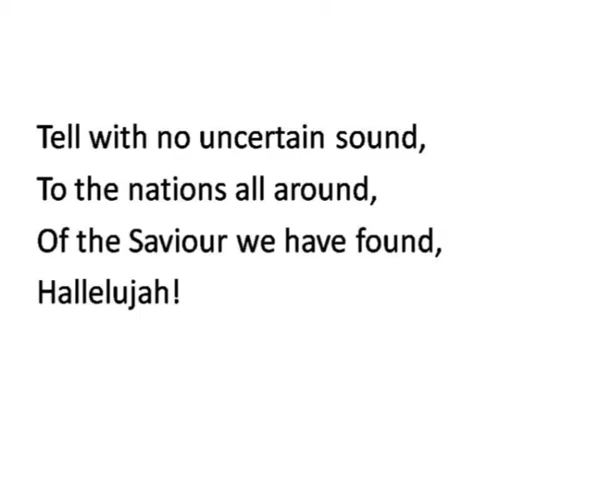 Tell with no uncertain sound,
To the nations all around,
Of the Saviour we have found,
Hallelujah!